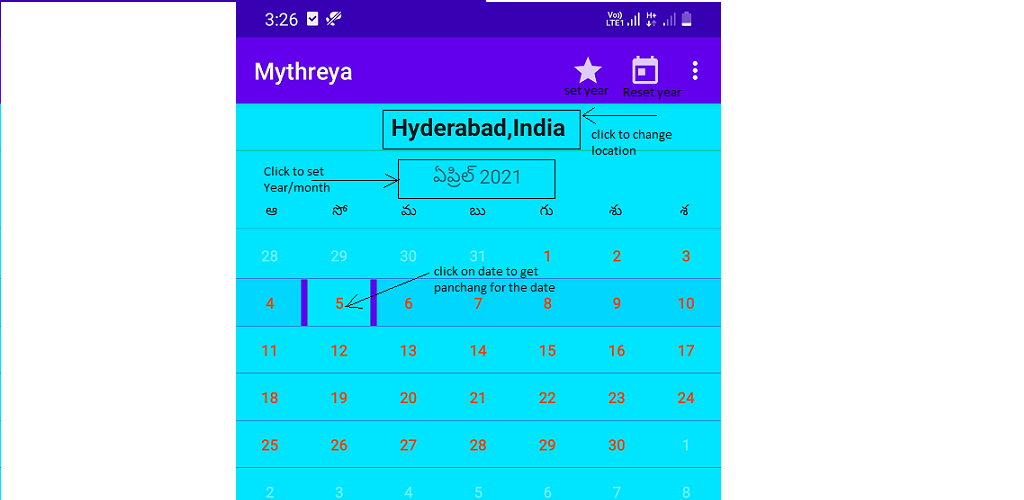 3:26 Vo) LTE1 H+
Mythreya
set year Reset year
Hyderabad,India
click to change
location
Click to set
Year/month
ఏప్రిల్ 2021
ఆ సో మ బు గు శు శ
28 29 30 31 1 2 3
click on date to get
panchang for the date
4 5 6 7 8 9 10
11 12 13 14 15 16 17
18 19 20 21 22 23 24
25 26 27 28 29 30 1
2 3 4 5 6 7 8